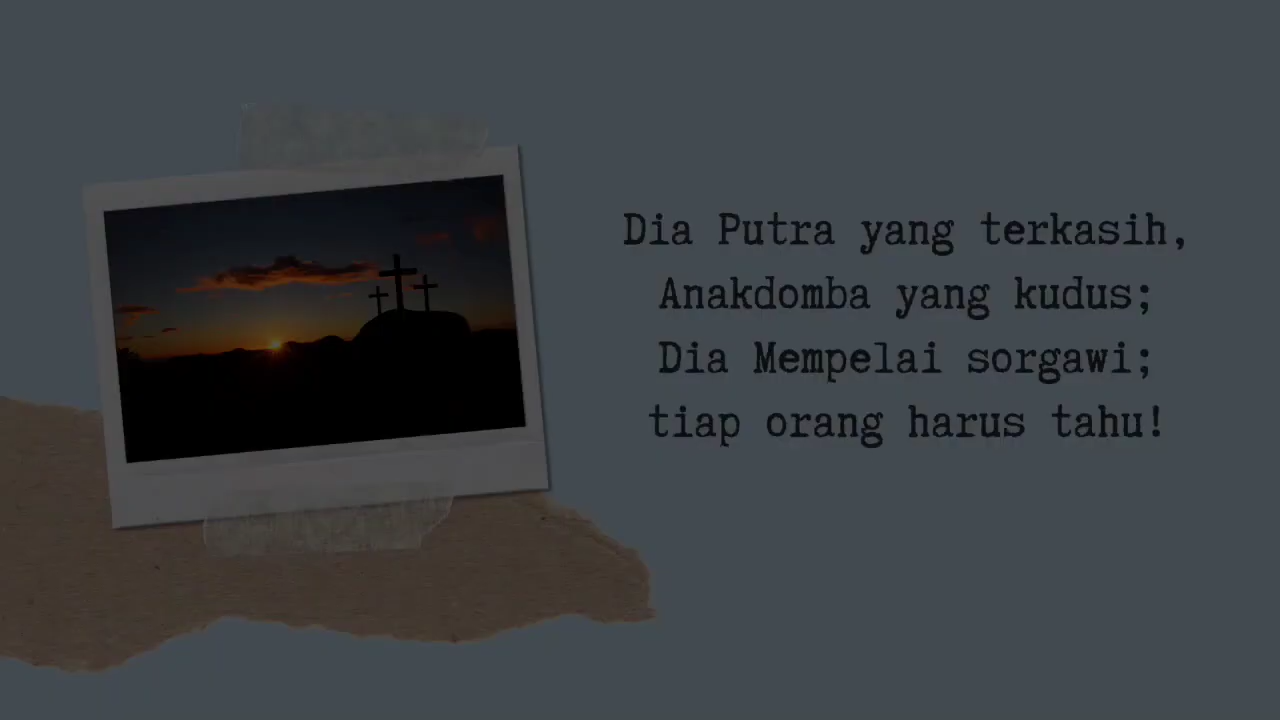 Dia Putra yang terkasih,
Anakdomba yang kudus;
Dia Mempelai sorgawi;
tiap orang harus tahu!